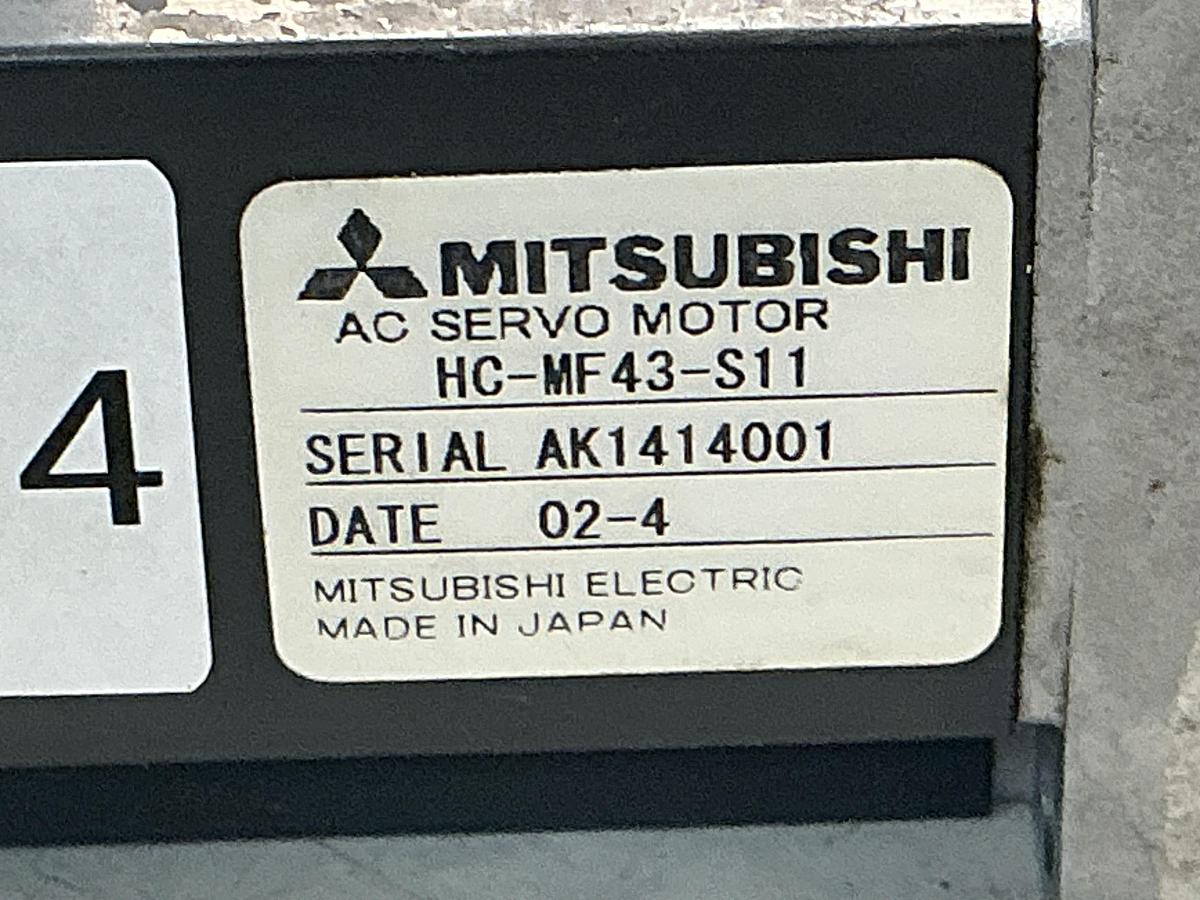 4
MITSUBISHI
AC SERVO MOTOR
HC-MF43-S11
SERIAL AK1414001
DATE 02-4
MITSUBISHI ELECTRIC
MADE IN JAPAN